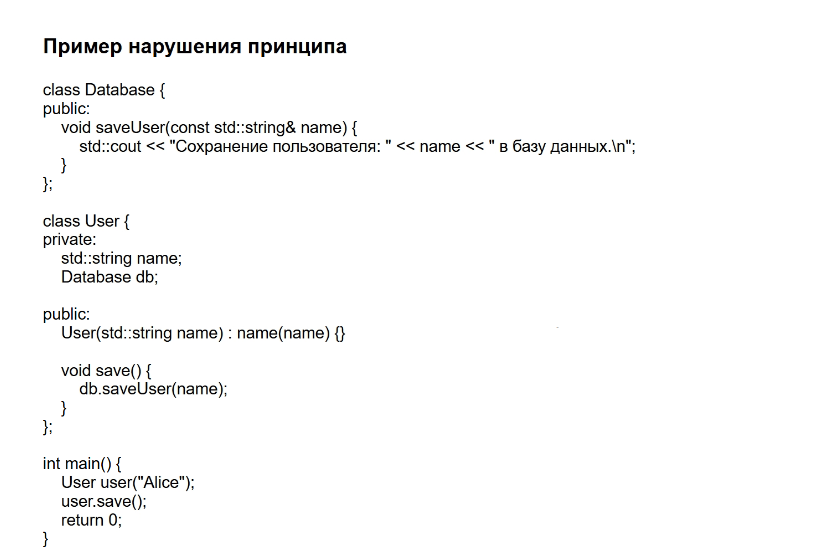 Пример нарушения принципа
class Database {
public:
void saveUser(const std::string& name) {
std::cout << "Сохранение пользователя: " << name << " в базу данных.\n";
}
};
class User {
private:
std::string name;
Database db;
public:
User(std::string name) : name(name) {}
void save() {
db.saveUser(name);
}
};
int main() {
User user("Alice");
user.save();
return 0;
}